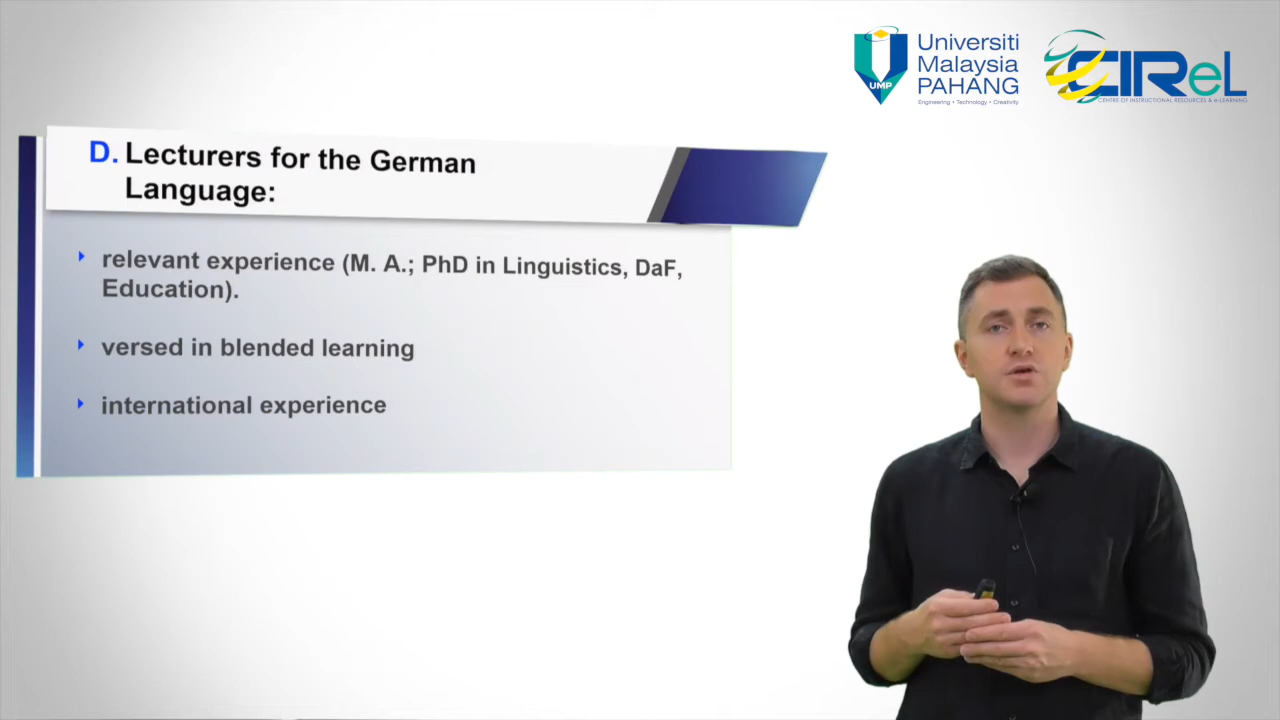 Universiti
Malaysia
PAHANG
Engineering • Technology • Creativity
UMP
CIReL
CENTRE OF INSTRUCTIONAL RESOURCES & e-LEARNING
D. Lecturers for the German
Language:
relevant experience (M. A.; PhD in Linguistics, DaF,
Education).
versed in blended learning
international experience